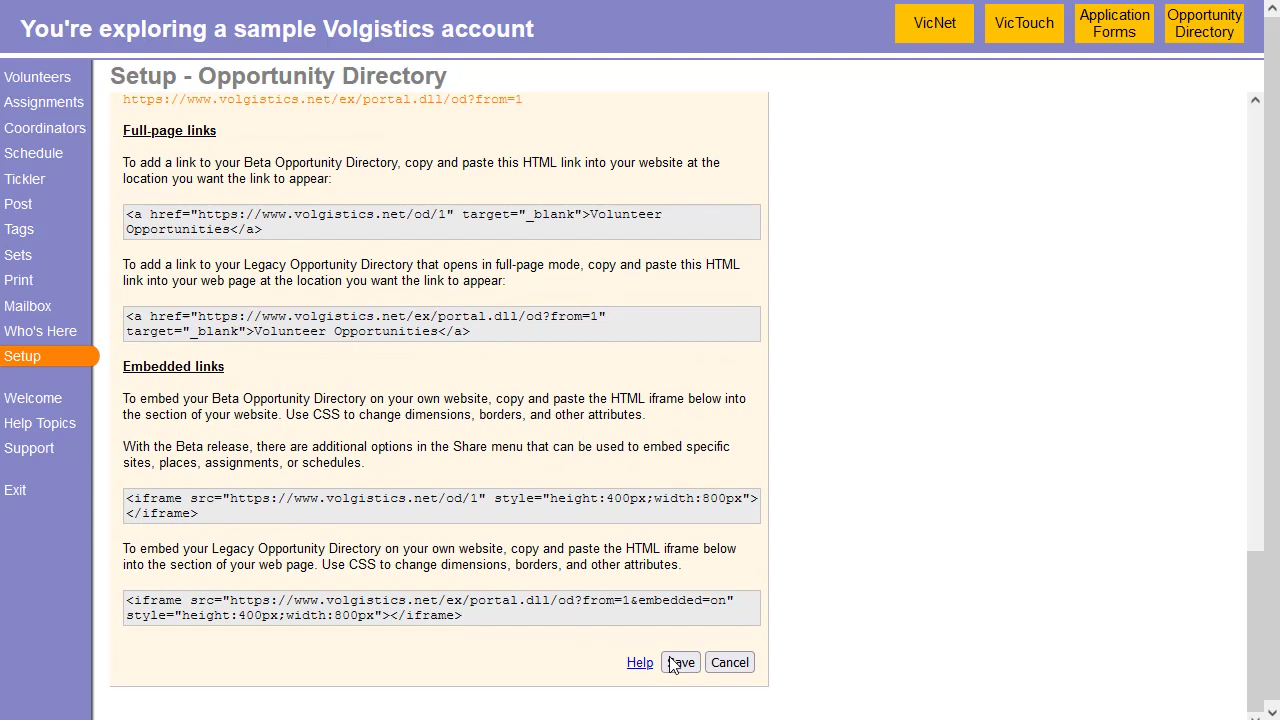 You're exploring a sample Volgistics account
VicNet
VicTouch
Application
Forms
Opportunity
Directory
Volunteers
Assignments
Coordinators
Schedule
Tickler
Post
Tags
Sets
Print
Mailbox
Who's Here
Setup
Welcome
Help Topics
Support
Exit
Setup - Opportunity Directory
https://www.volgistics.net/ex/portal.dll/od?from=1
Full-page links
To add a link to your Beta Opportunity Directory, copy and paste this HTML link into your website at the
location you want the link to appear:
<a href="https://www.volgistics.net/od/1" target="_blank">Volunteer
Opportunities</a>
To add a link to your Legacy Opportunity Directory that opens in full-page mode, copy and paste this HTML
link into your web page at the location you want the link to appear:
<a href="https://www.volgistics.net/ex/portal.dll/od?from=1"
target="_blank">Volunteer Opportunities</a>
Embedded links
To embed your Beta Opportunity Directory on your own website, copy and paste the HTML iframe below into
the section of your website. Use CSS to change dimensions, borders, and other attributes.
With the Beta release, there are additional options in the Share menu that can be used to embed specific
sites, places, assignments, or schedules.
<iframe src="https://www.volgistics.net/od/1" style="height:400px;width:800px">
</iframe>
To embed your Legacy Opportunity Directory on your own website, copy and paste the HTML iframe below
into the section of your web page. Use CSS to change dimensions, borders, and other attributes.
<iframe src="https://www.volgistics.net/ex/portal.dll/od?from=1&embedded=on"
style="height:400px;width:800px"></iframe>
Help Save Cancel